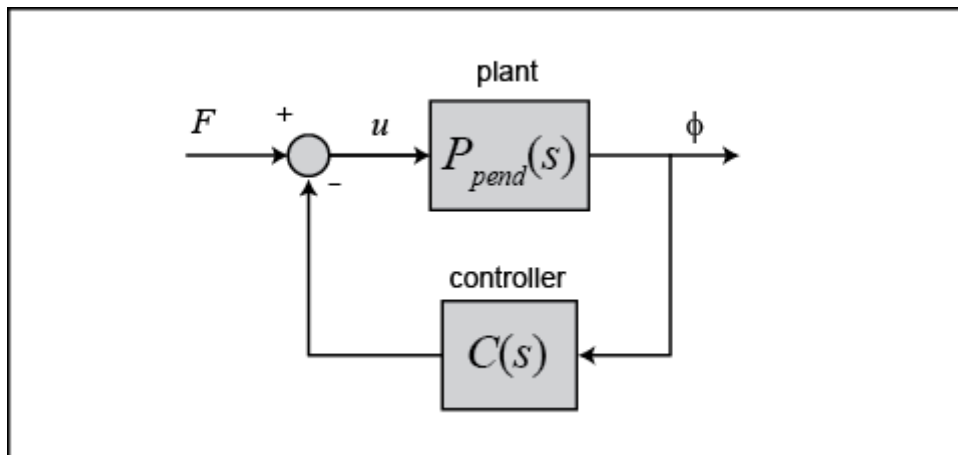 plant
F
+
u
P_pend(s)
ϕ
-
controller
C(s)